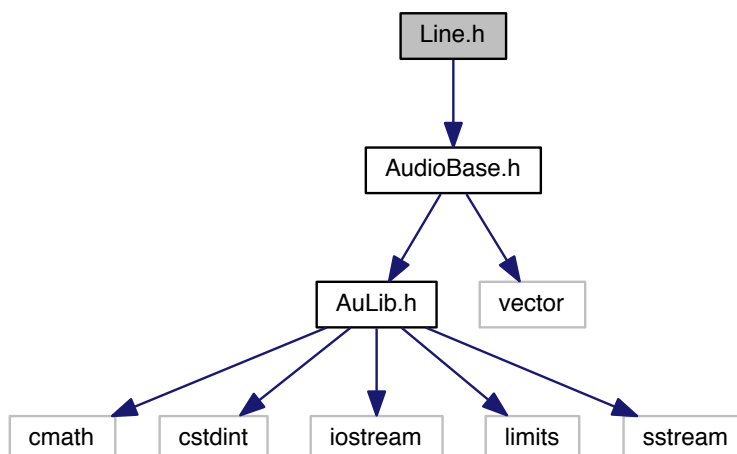 Line.h
AudioBase.h
AuLib.h
vector
cmath
cstdint
iostream
limits
sstream